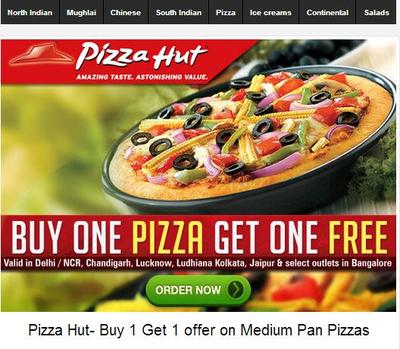 North Indian Mughlai Chinese South Indian Pizza Ice creams Continental Salads
Pizza Hut
AMAZING TASTE. ASTONISHING VALUE.
BUY ONE PIZZA GET ONE FREE
Valid in Delhi / NCR, Chandigarh, Lucknow, Ludhiana Kolkata, Jaipur & select outlets in Bangalore
ORDER NOW
Pizza Hut- Buy 1 Get 1 offer on Medium Pan Pizzas